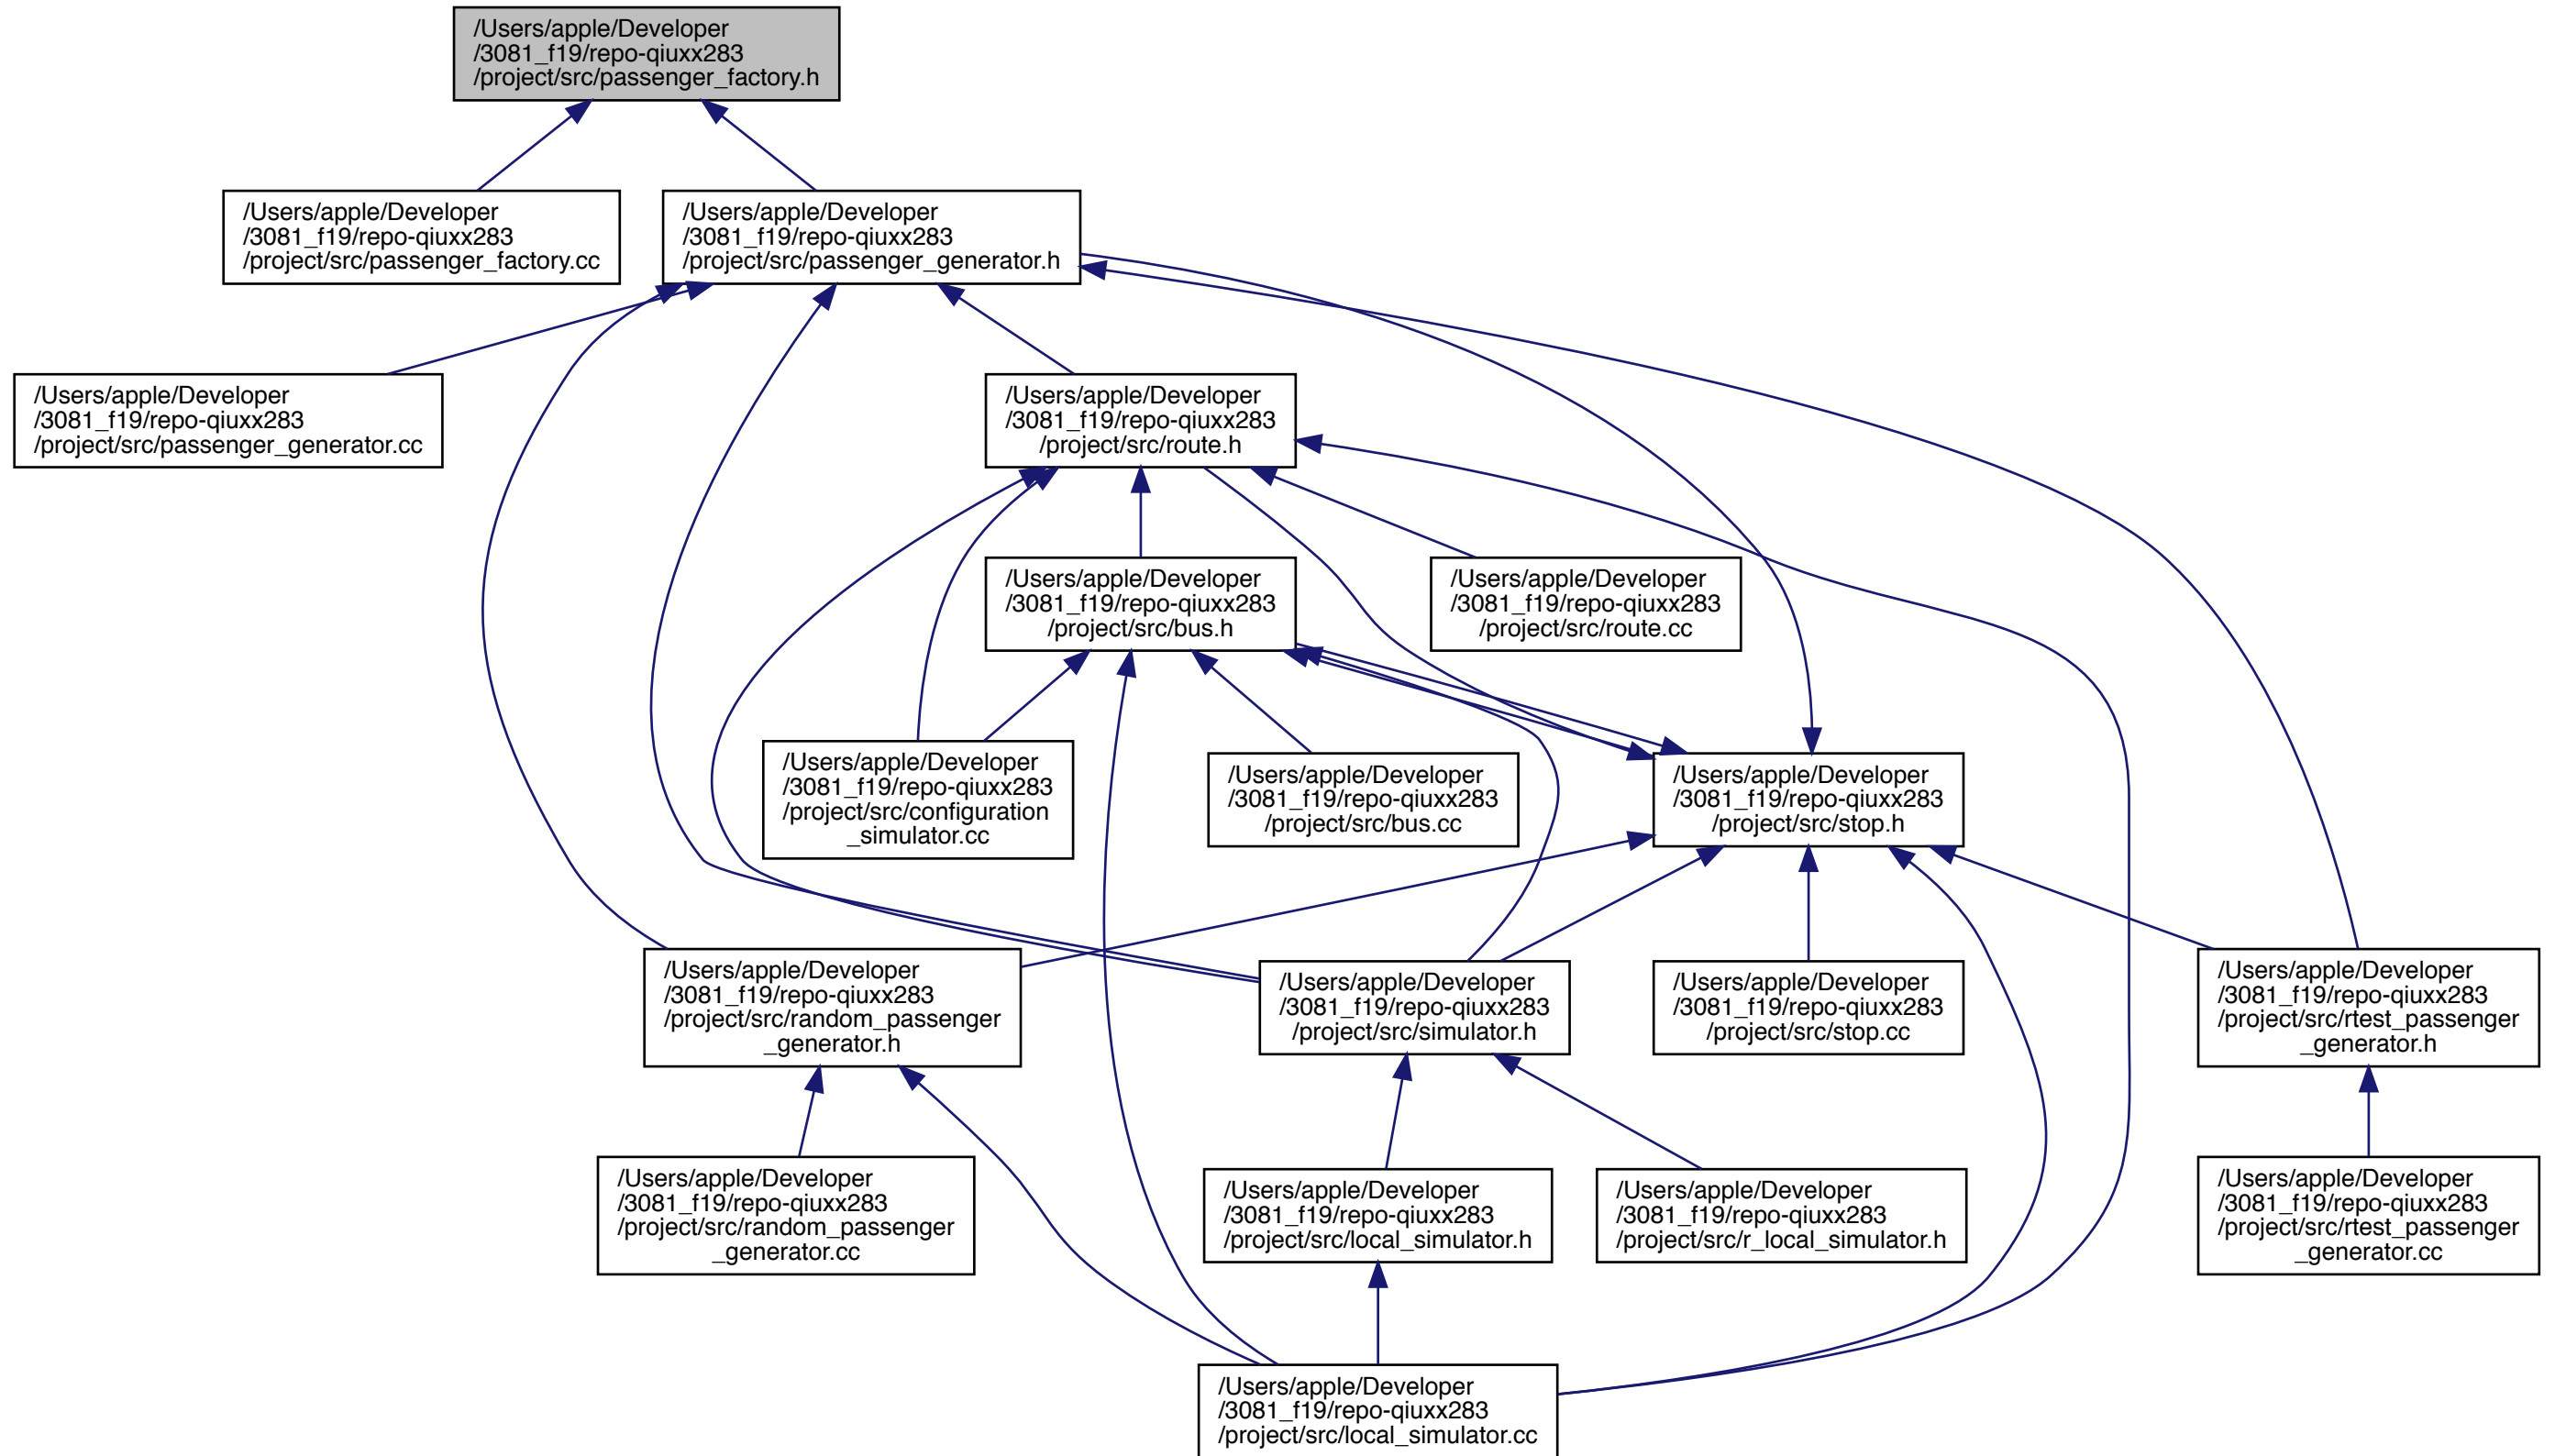 /Users/apple/Developer
/3081_f19/repo-qiuxx283
/project/src/passenger_factory.h
/Users/apple/Developer
/3081_f19/repo-qiuxx283
/project/src/passenger_factory.cc
/Users/apple/Developer
/3081_f19/repo-qiuxx283
/project/src/passenger_generator.h
/Users/apple/Developer
/3081_f19/repo-qiuxx283
/project/src/passenger_generator.cc
/Users/apple/Developer
/3081_f19/repo-qiuxx283
/project/src/route.h
/Users/apple/Developer
/3081_f19/repo-qiuxx283
/project/src/bus.h
/Users/apple/Developer
/3081_f19/repo-qiuxx283
/project/src/route.cc
/Users/apple/Developer
/3081_f19/repo-qiuxx283
/project/src/configuration
_simulator.cc
/Users/apple/Developer
/3081_f19/repo-qiuxx283
/project/src/bus.cc
/Users/apple/Developer
/3081_f19/repo-qiuxx283
/project/src/stop.h
/Users/apple/Developer
/3081_f19/repo-qiuxx283
/project/src/random_passenger
_generator.h
/Users/apple/Developer
/3081_f19/repo-qiuxx283
/project/src/simulator.h
/Users/apple/Developer
/3081_f19/repo-qiuxx283
/project/src/stop.cc
/Users/apple/Developer
/3081_f19/repo-qiuxx283
/project/src/rtest_passenger
_generator.h
/Users/apple/Developer
/3081_f19/repo-qiuxx283
/project/src/random_passenger
_generator.cc
/Users/apple/Developer
/3081_f19/repo-qiuxx283
/project/src/local_simulator.h
/Users/apple/Developer
/3081_f19/repo-qiuxx283
/project/src/r_local_simulator.h
/Users/apple/Developer
/3081_f19/repo-qiuxx283
/project/src/rtest_passenger
_generator.cc
/Users/apple/Developer
/3081_f19/repo-qiuxx283
/project/src/local_simulator.cc